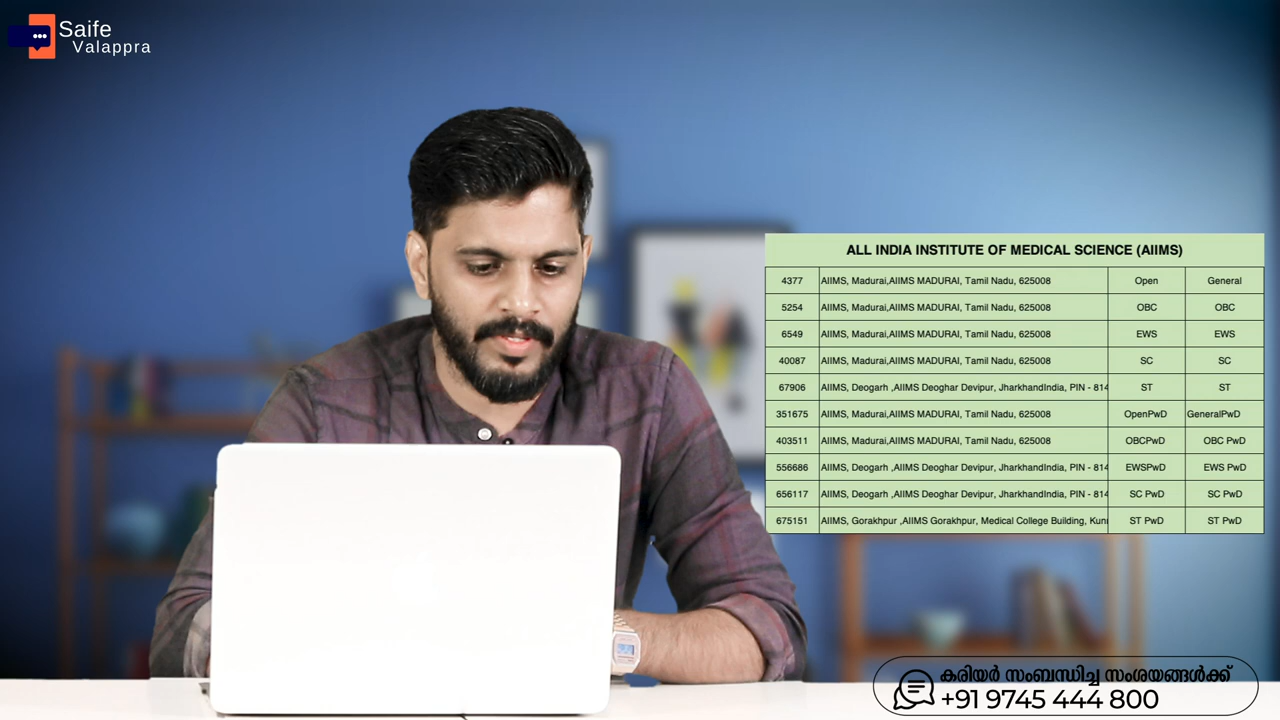 Saife
Valappra
ALL INDIA INSTITUTE OF MEDICAL SCIENCE (AIIMS)
4377 AIIMS, Madurai,AIIMS MADURAI, Tamil Nadu, 625008 Open General
5254 AIIMS, Madurai,AIIMS MADURAI, Tamil Nadu, 625008 OBC OBC
6549 AIIMS, Madurai,AIIMS MADURAI, Tamil Nadu, 625008 EWS EWS
40087 AIIMS, Madurai,AIIMS MADURAI, Tamil Nadu, 625008 SC SC
67906 AIIMS, Deogarh ,AIIMS Deoghar Devipur, JharkhandIndia, PIN - 814 ST ST
351675 AIIMS, Madurai,AIIMS MADURAI, Tamil Nadu, 625008 OpenPwD GeneralPwD
403511 AIIMS, Madurai,AIIMS MADURAI, Tamil Nadu, 625008 OBCPwD OBC PwD
556686 AIIMS, Deogarh ,AIIMS Deoghar Devipur, JharkhandIndia, PIN - 814 EWSPwD EWS PwD
656117 AIIMS, Deogarh ,AIIMS Deoghar Devipur, JharkhandIndia, PIN - 814 SC PwD SC PwD
675151 AIIMS, Gorakhpur ,AIIMS Gorakhpur, Medical College Building, Kun ST PwD ST PwD
കരിയർ സംബന്ധിച്ച സംശയങ്ങൾക്ക്
+91 9745 444 800